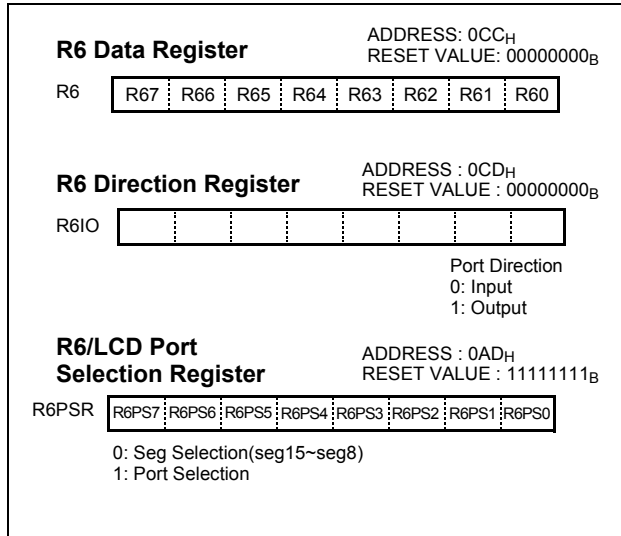 R6 Data Register
ADDRESS: 0CCH
RESET VALUE: 00000000B
R6 R67 R66 R65 R64 R63 R62 R61 R60
R6 Direction Register
ADDRESS : 0CDH
RESET VALUE : 00000000B
R6IO
Port Direction
0: Input
1: Output
R6/LCD Port
Selection Register
ADDRESS : 0ADH
RESET VALUE : 11111111B
R6PSR R6PS7 R6PS6 R6PS5 R6PS4 R6PS3 R6PS2 R6PS1 R6PS0
0: Seg Selection(seg15~seg8)
1: Port Selection